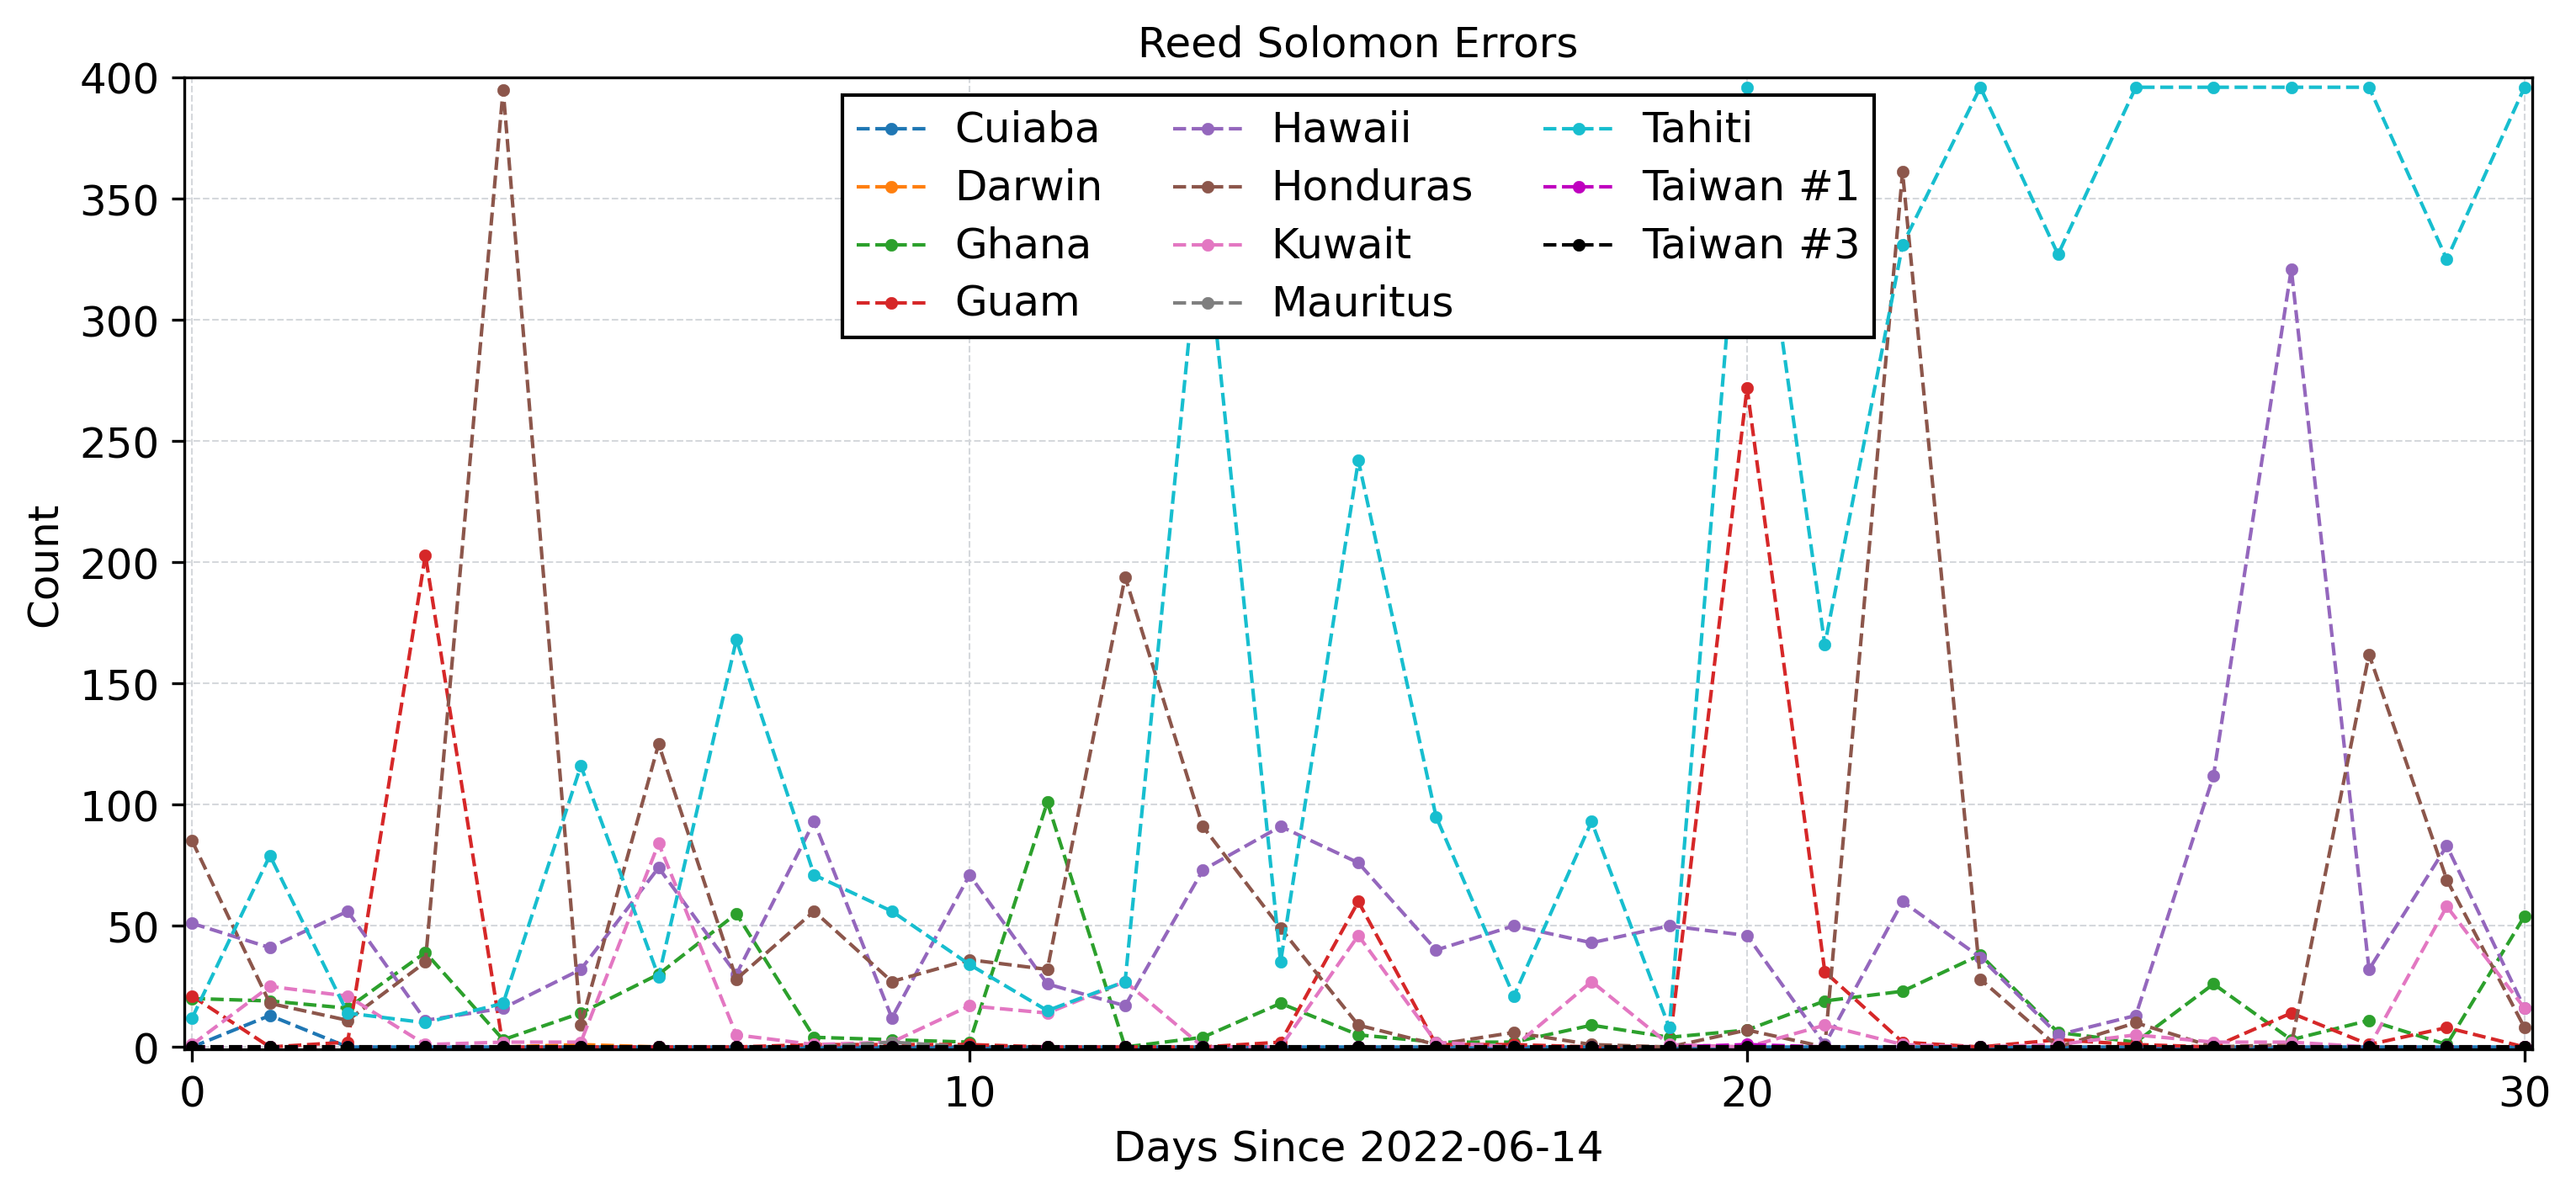 Reed Solomon Errors
400
350
300
250
200
150
100
50
0
Count
Cuiaba
Darwin
Ghana
Guam
Hawaii
Honduras
Kuwait
Mauritus
Tahiti
Taiwan #1
Taiwan #3
0 10 20 30
Days Since 2022-06-14